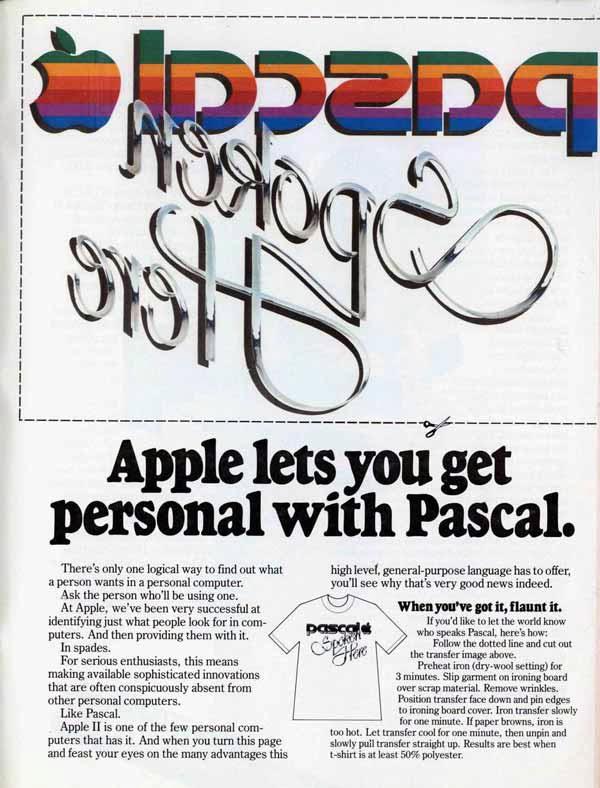 pascal
Spoken
Here
Apple lets you get
personal with Pascal.
There's only one logical way to find out what
a person wants in a personal computer.
Ask the person who'll be using one.
At Apple, we've been very successful at
identifying just what people look for in com-
puters. And then providing them with it.
In spades.
For serious enthusiasts, this means
making available sophisticated innovations
that are often conspicuously absent from
other personal computers.
Like Pascal.
Apple II is one of the few personal com-
puters that has it. And when you turn this page
and feast your eyes on the many advantages this
high level, general-purpose language has to offer,
you'll see why that's very good news indeed.
When you've got it, flaunt it.
If you'd like to let the world know
who speaks Pascal, here's how:
Follow the dotted line and cut out
the transfer image above.
Preheat iron (dry-wool setting) for
3 minutes. Slip garment on ironing board
over scrap material. Remove wrinkles.
Position transfer face down and pin edges
to ironing board cover. Iron transfer slowly
for one minute. If paper browns, iron is
too hot. Let transfer cool for one minute, then unpin and
slowly pull transfer straight up. Results are best when
t-shirt is at least 50% polyester.
pascal
Spoken
Here